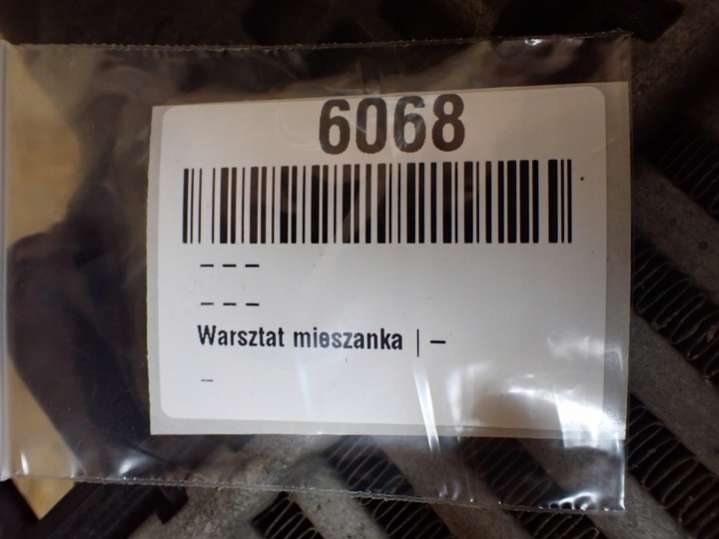 6068
– – –
– – –
Warsztat mieszanka | –
–